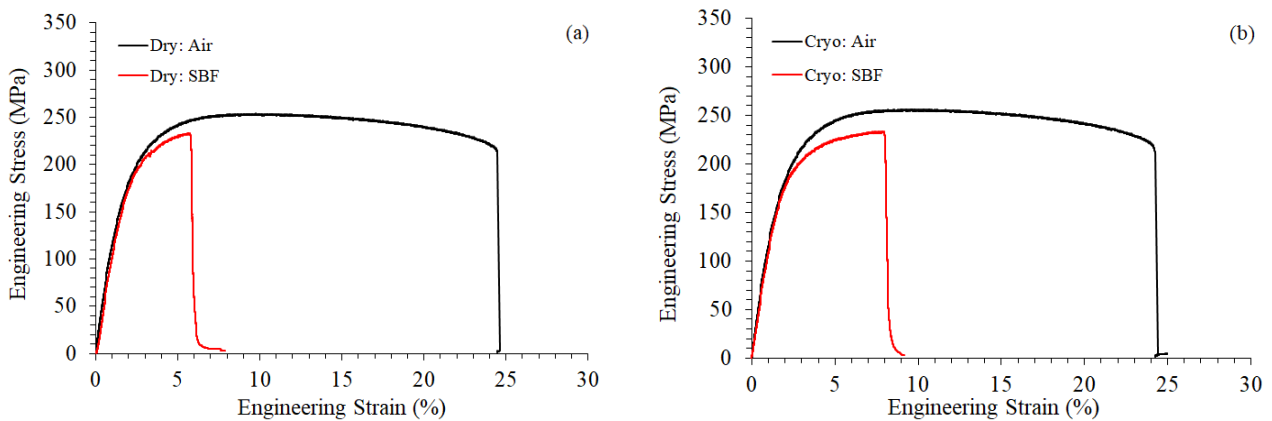 (a)
Dry: Air
Dry: SBF
Engineering Stress (MPa)
350
300
250
200
150
100
50
0
0 5 10 15 20 25 30
Engineering Strain (%)
(b)
Cryo: Air
Cryo: SBF
Engineering Stress (MPa)
350
300
250
200
150
100
50
0
0 5 10 15 20 25 30
Engineering Strain (%)